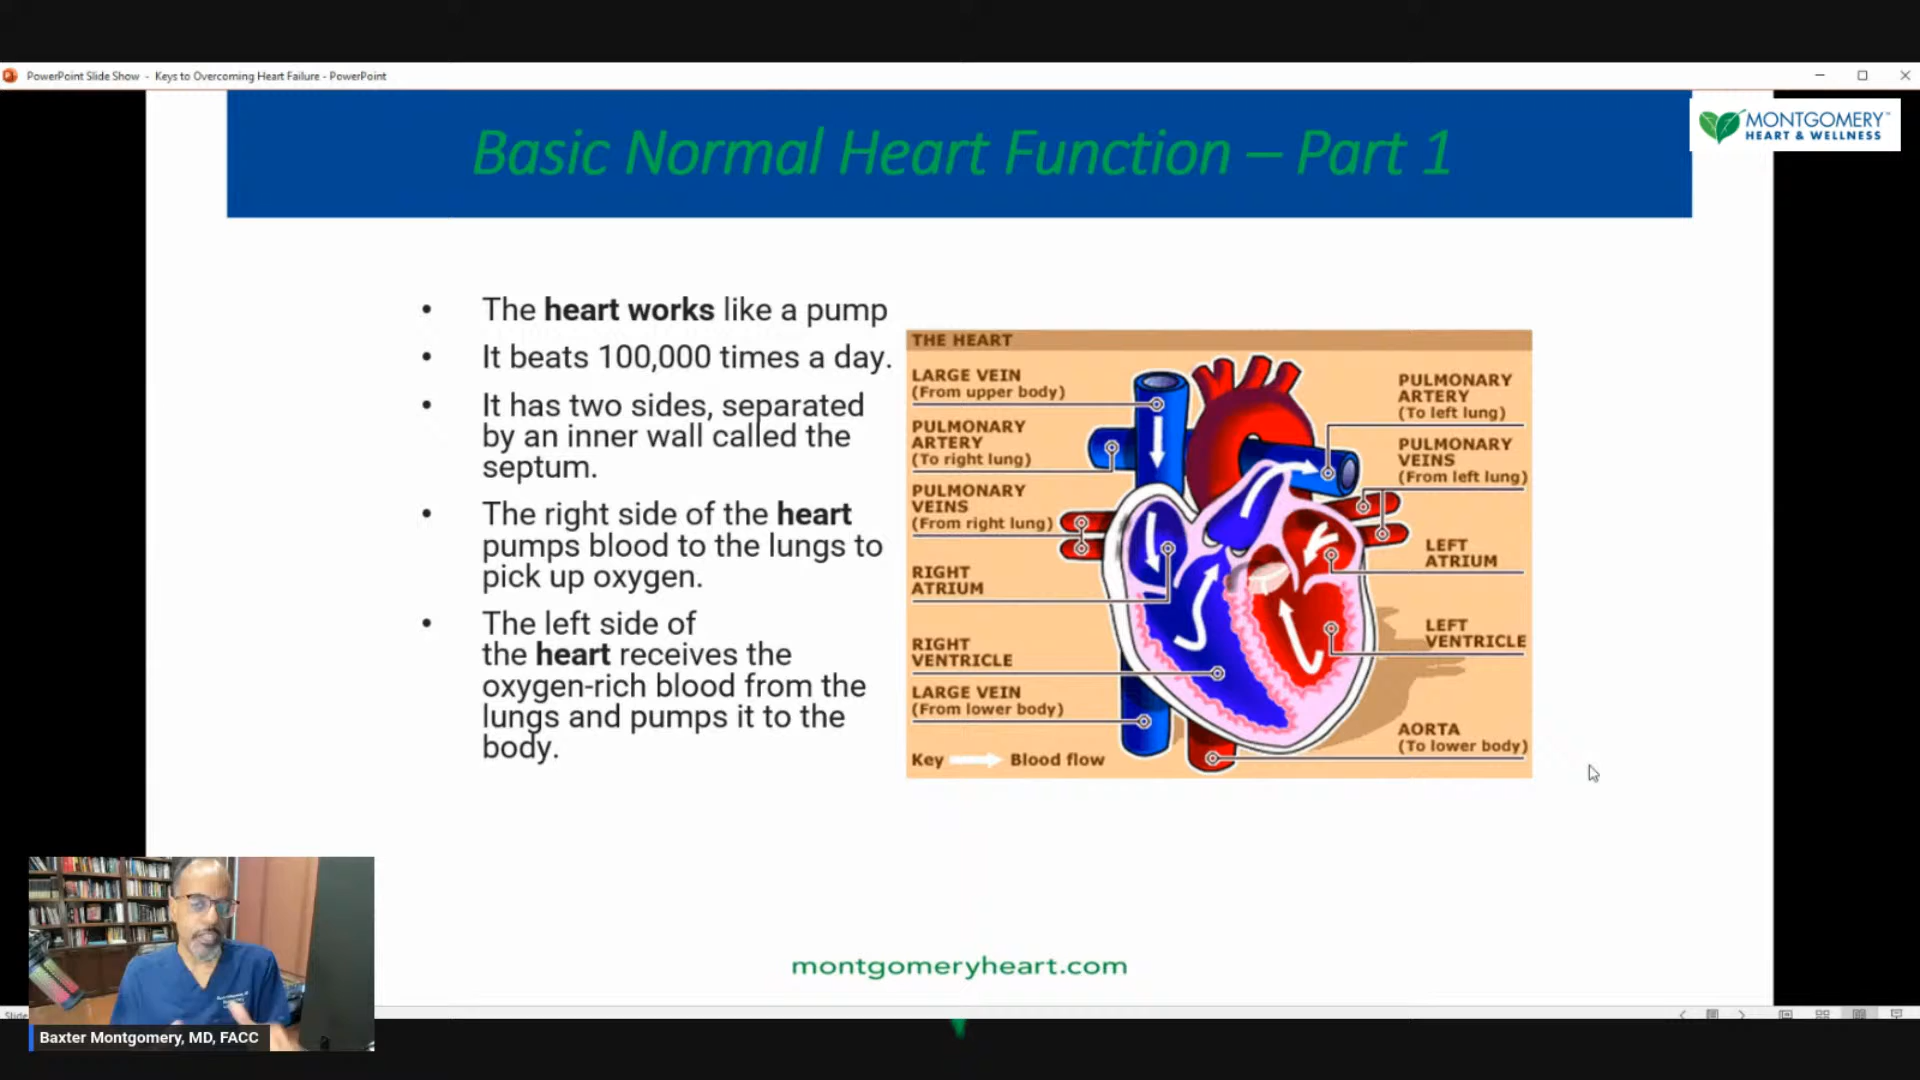 PowerPoint Slide Show - Keys to Overcoming Heart Failure - PowerPoint
MONTGOMERY™
HEART & WELLNESS
Basic Normal Heart Function – Part 1
• The heart works like a pump
• It beats 100,000 times a day.
• It has two sides, separated
by an inner wall called the
septum.
• The right side of the heart
pumps blood to the lungs to
pick up oxygen.
• The left side of
the heart receives the
oxygen-rich blood from the
lungs and pumps it to the
body.
THE HEART
LARGE VEIN
(From upper body)
PULMONARY
ARTERY
(To right lung)
PULMONARY
VEINS
(From right lung)
RIGHT
ATRIUM
RIGHT
VENTRICLE
LARGE VEIN
(From lower body)
Key
Blood flow
PULMONARY
ARTERY
(To left lung)
PULMONARY
VEINS
(From left lung)
LEFT
ATRIUM
LEFT
VENTRICLE
AORTA
(To lower body)
montgomeryheart.com
Slide
Baxter Montgomery, MD, FACC